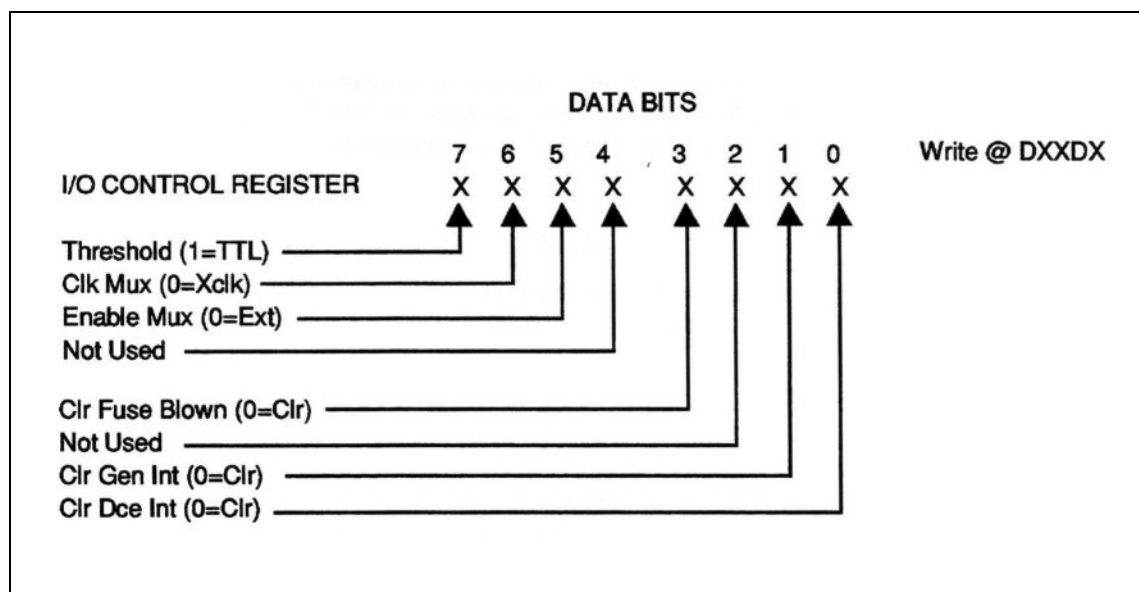 DATA BITS
7 6 5 4 3 2 1 0 Write @ DXXDX
I/O CONTROL REGISTER X X X X X X X X
Threshold (1=TTL)
Clk Mux (0=Xclk)
Enable Mux (0=Ext)
Not Used
Clr Fuse Blown (0=Clr)
Not Used
Clr Gen Int (0=Clr)
Clr Dce Int (0=Clr)